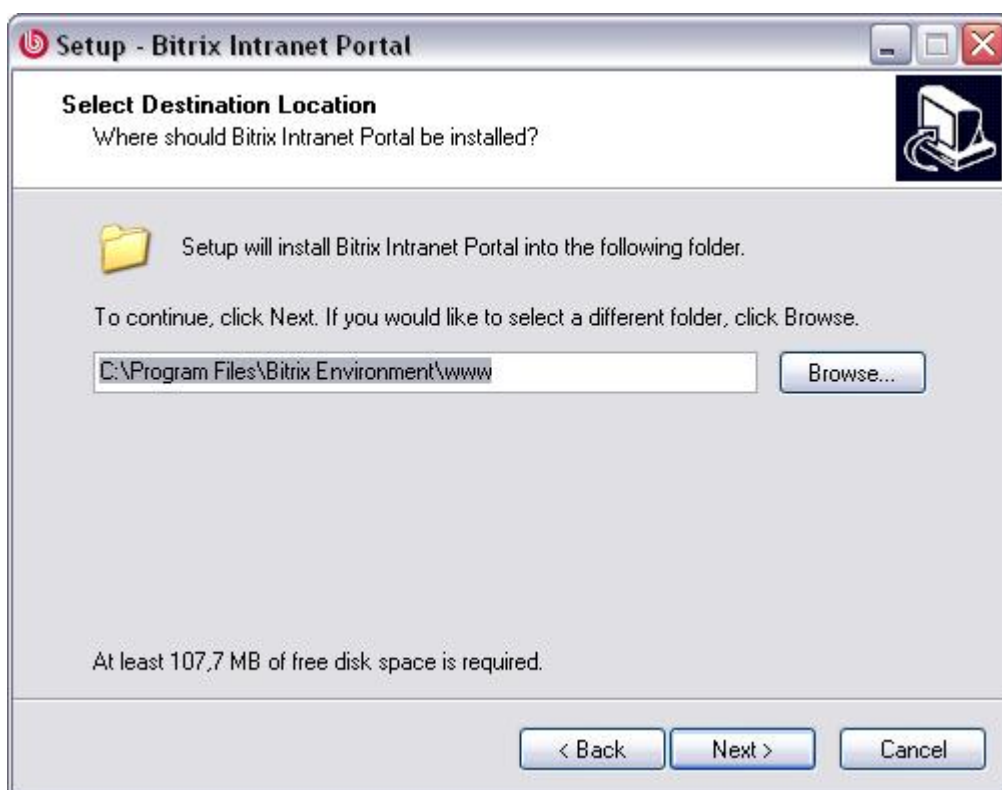 Setup - Bitrix Intranet Portal
Select Destination Location
Where should Bitrix Intranet Portal be installed?
Setup will install Bitrix Intranet Portal into the following folder.
To continue, click Next. If you would like to select a different folder, click Browse.
C:\Program Files\Bitrix Environment\www
Browse...
At least 107,7 MB of free disk space is required.
< Back
Next >
Cancel